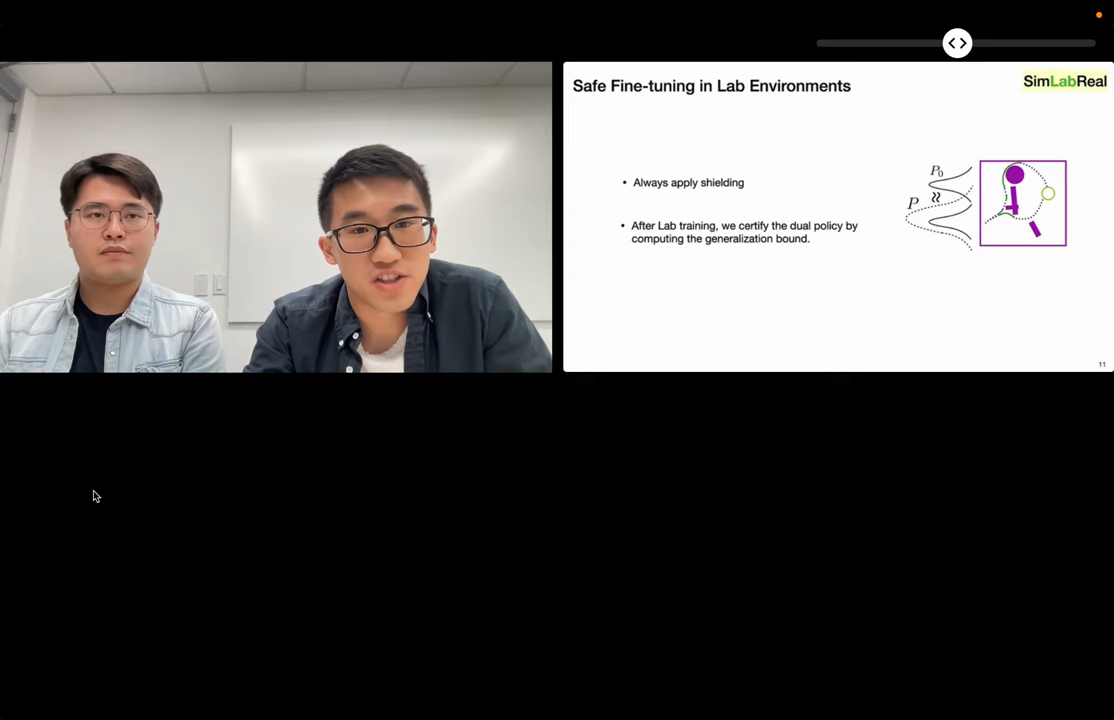 Safe Fine-tuning in Lab Environments
SimLabReal
• Always apply shielding
• After Lab training, we certify the dual policy by
computing the generalization bound.
P₀
≈
P
11